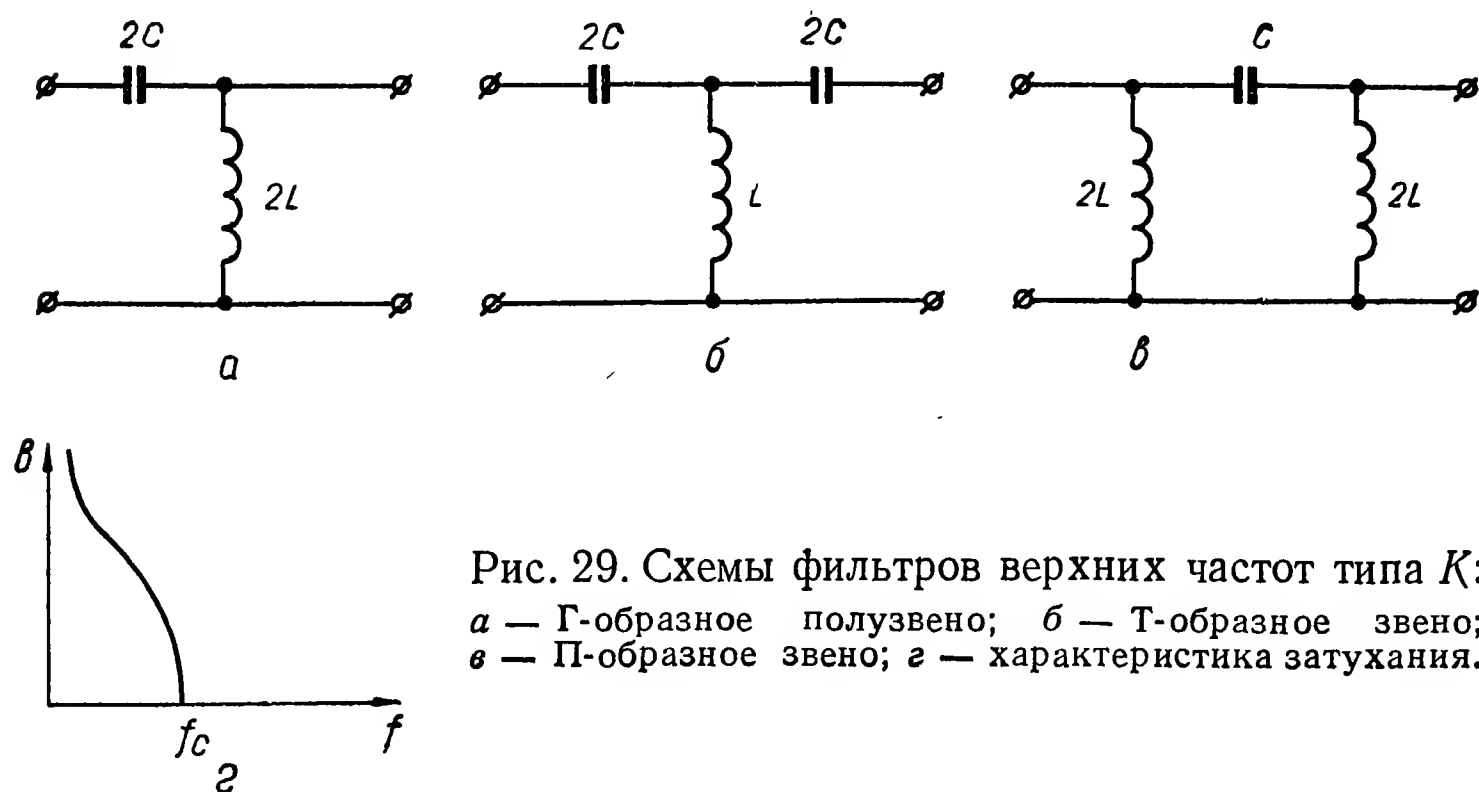 2C
2C 2C
C
2L
L
2L 2L
а б в
в
fc f
г
Рис. 29. Схемы фильтров верхних частот типа K:
а — Г-образное полузвено; б — Т-образное звено;
в — П-образное звено; г — характеристика затухания.